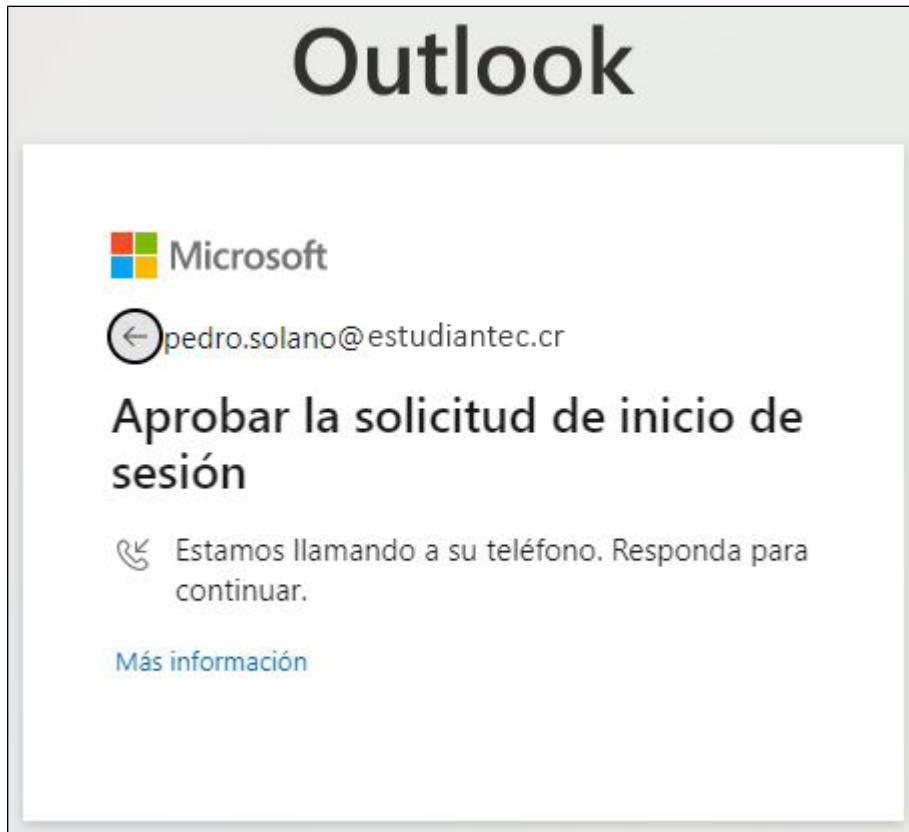 Outlook
Microsoft
pedro.solano@estudiantec.cr
Aprobar la solicitud de inicio de
sesión
Estamos llamando a su teléfono. Responda para
continuar.
Más información